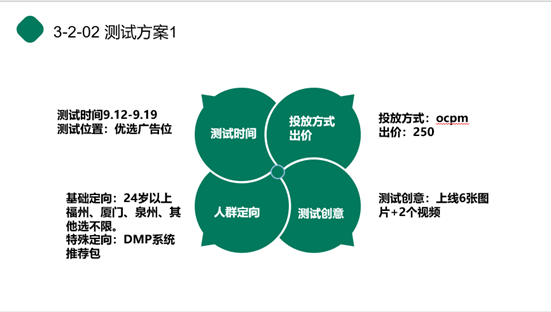 3-2-02 测试方案1
测试时间9.12-9.19
测试位置：优选广告位
测试时间
投放方式
出价
投放方式：ocpm
出价：250
基础定向：24岁以上
福州、厦门、泉州、其
他选不限。
特殊定向：DMP系统
推荐包
人群定向
测试创意
测试创意：上线6张图
片+2个视频